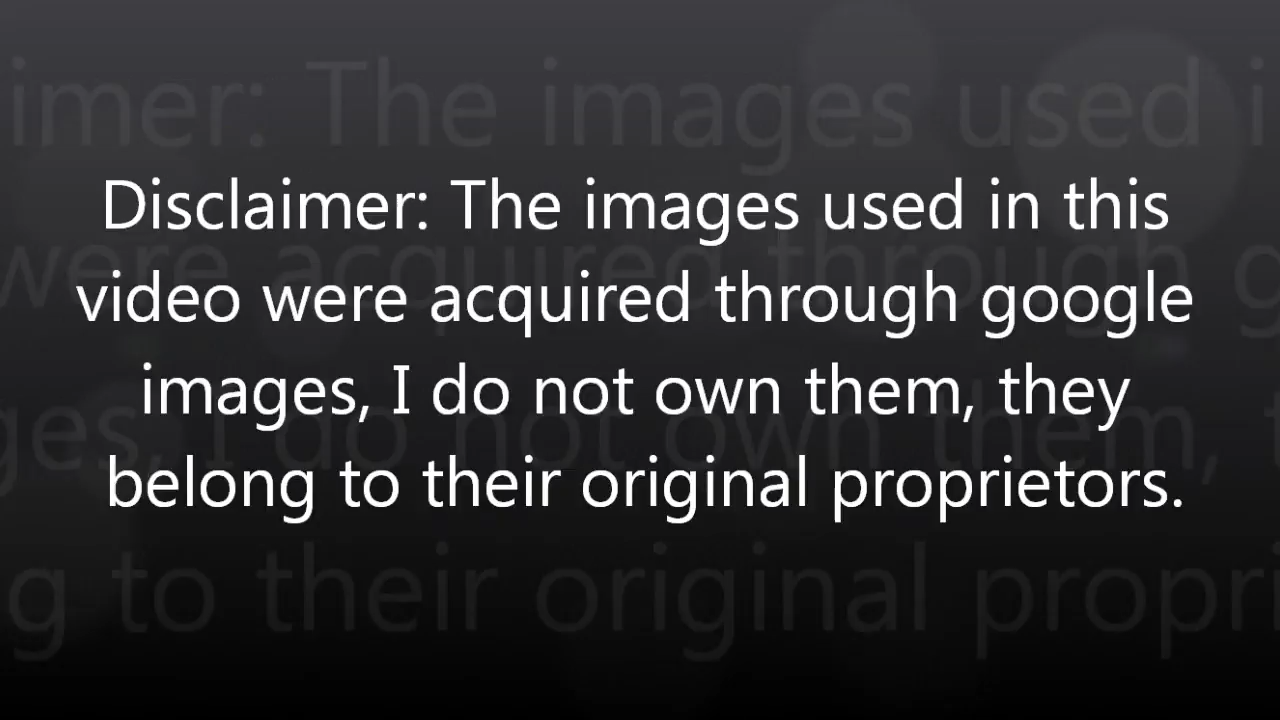 Disclaimer: The images used in this
video were acquired through google
images, I do not own them, they
belong to their original proprietors.